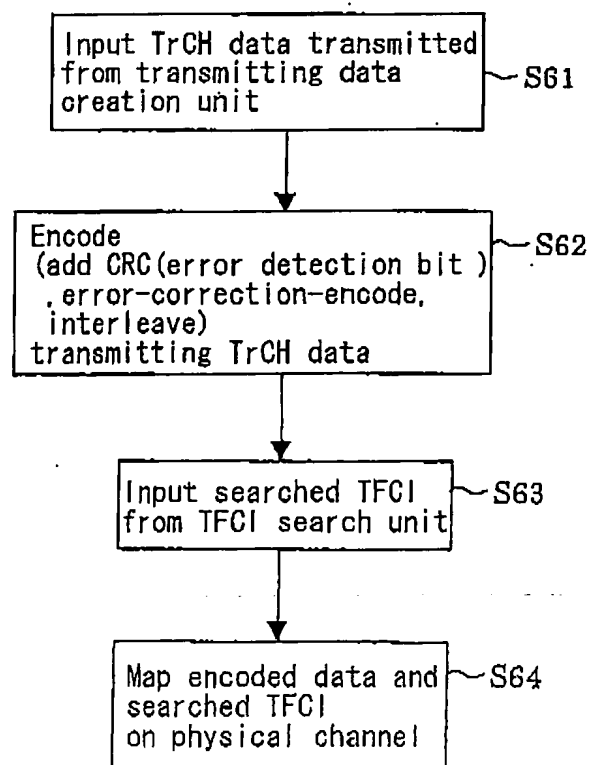 Input TrCH data transmitted
from transmitting data
creation unit
S61
Encode
(add CRC(error detection bit )
, error-correction-encode,
interleave)
transmitting TrCH data
S62
Input searched TFCI
from TFCI search unit
S63
Map encoded data and
searched TFCI
on physical channel
S64